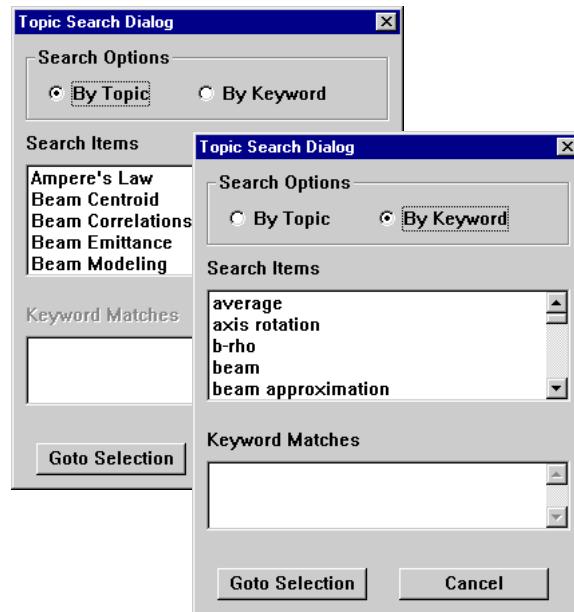 Topic Search Dialog
Search Options
By Topic
By Keyword
Search Items
Ampere's Law
Beam Centroid
Beam Correlations
Beam Emittance
Beam Modeling
Keyword Matches
Goto Selection
Topic Search Dialog
Search Options
By Topic
By Keyword
Search Items
average
axis rotation
b-rho
beam
beam approximation
Keyword Matches
Goto Selection
Cancel